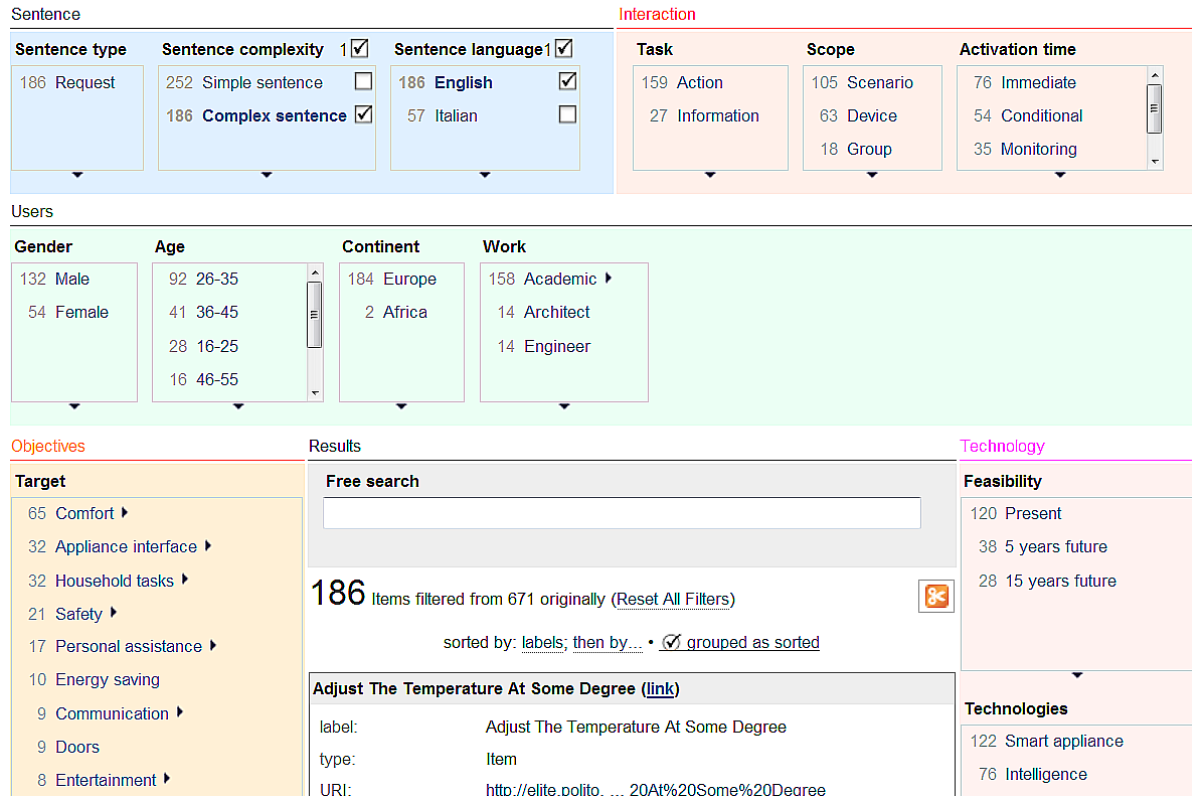 Sentence
Interaction
Sentence type
Sentence complexity 1
Sentence language1
Task
Scope
Activation time
186 Request
252 Simple sentence
186 Complex sentence
186 English
57 Italian
159 Action
27 Information
105 Scenario
63 Device
18 Group
76 Immediate
54 Conditional
35 Monitoring
Users
Gender
Age
Continent
Work
132 Male
54 Female
92 26-35
41 36-45
28 16-25
16 46-55
184 Europe
2 Africa
158 Academic
14 Architect
14 Engineer
Objectives
Target
65 Comfort
32 Appliance interface
32 Household tasks
21 Safety
17 Personal assistance
10 Energy saving
9 Communication
9 Doors
8 Entertainment
Results
Free search
186 Items filtered from 671 originally (Reset All Filters)
sorted by: labels; then by... • grouped as sorted
Adjust The Temperature At Some Degree (link)
label: Adjust The Temperature At Some Degree
type: Item
URI: http://elite.polito. ... 20At%20Some%20Degree
Technology
Feasibility
120 Present
38 5 years future
28 15 years future
Technologies
122 Smart appliance
76 Intelligence